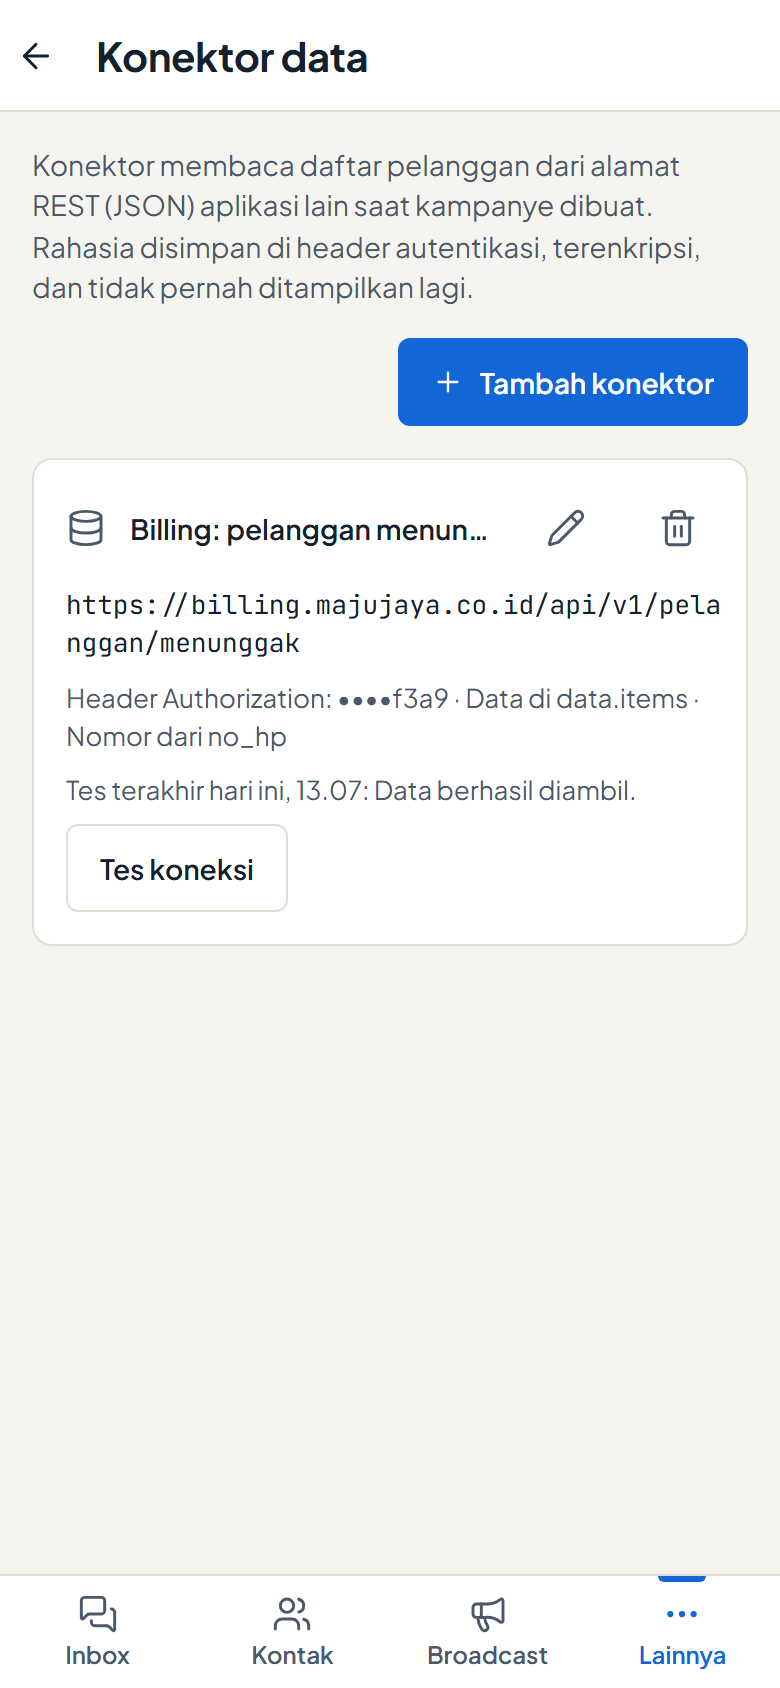 Konektor data
Konektor membaca daftar pelanggan dari alamat
REST (JSON) aplikasi lain saat kampanye dibuat.
Rahasia disimpan di header autentikasi, terenkripsi,
dan tidak pernah ditampilkan lagi.
Tambah konektor
Billing: pelanggan menun…
https://billing.majujaya.co.id/api/v1/pela
nggan/menunggak
Header Authorization: ••••f3a9 · Data di data.items ·
Nomor dari no_hp
Tes terakhir hari ini, 13.07: Data berhasil diambil.
Tes koneksi
Inbox
Kontak
Broadcast
Lainnya